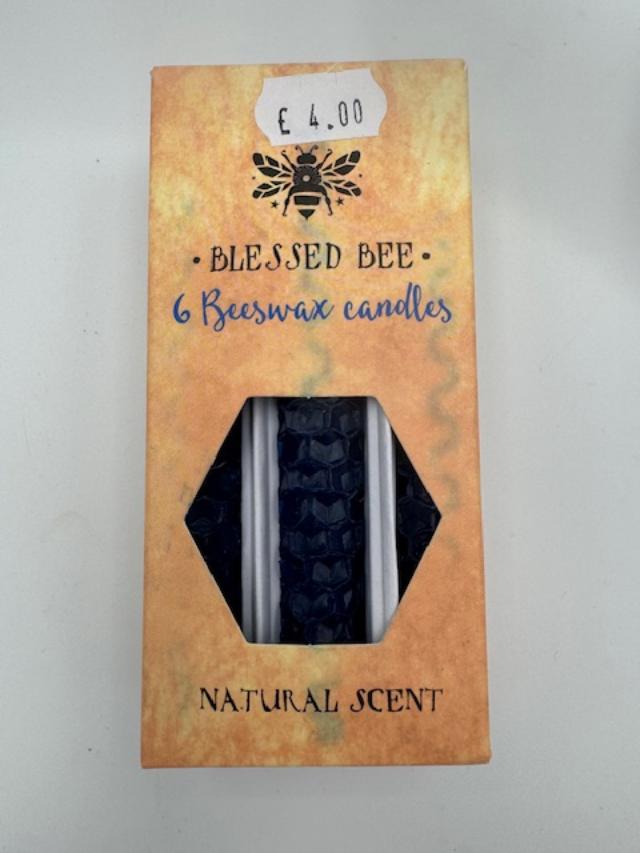 £ 4.00
· BLESSED BEE ·
6 Beeswax candles
NATURAL SCENT